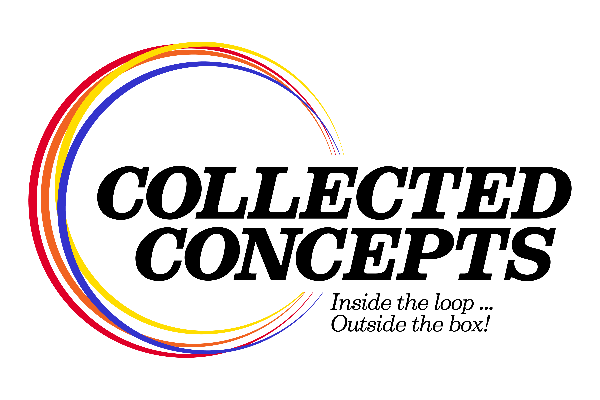 COLLECTED
CONCEPTS
Inside the loop ...
Outside the box!